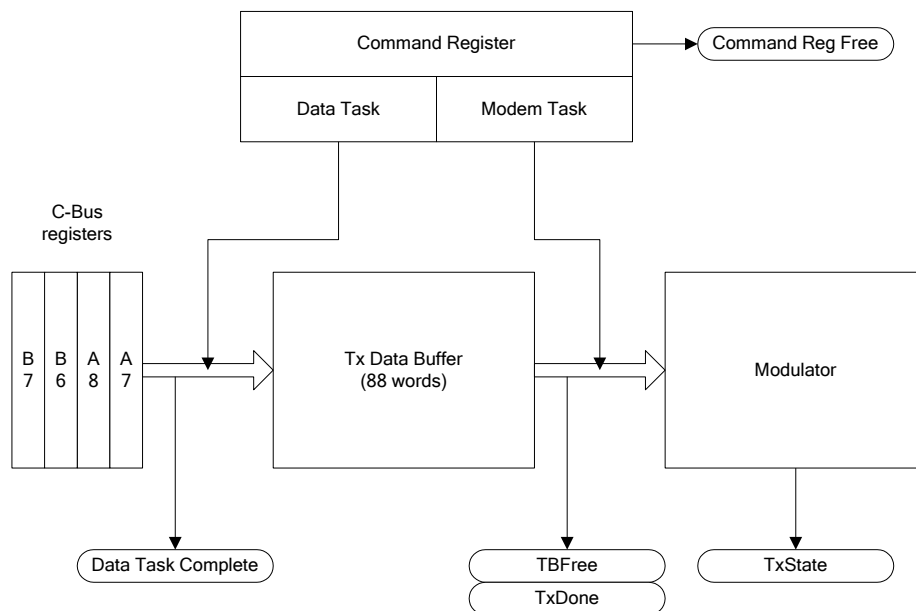 Command Register
Command Reg Free
Data Task
Modem Task
C-Bus
registers
B
7
B
6
A
8
A
7
Tx Data Buffer
(88 words)
Modulator
Data Task Complete
TBFree
TxDone
TxState